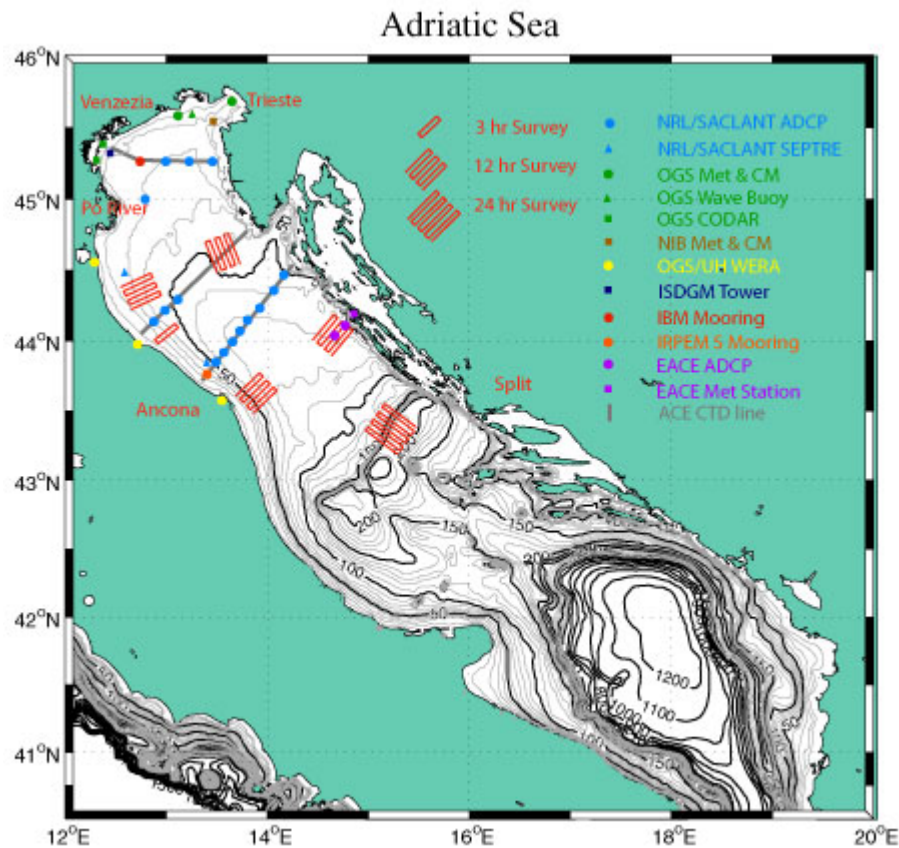 Adriatic Sea
46°N
45°N
44°N
43°N
42°N
41°N
12°E
14°E
16°E
18°E
20°E
Venzezia
Trieste
Po River
Ancona
Split
3 hr Survey
12 hr Survey
24 hr Survey
NRL/SACLANT ADCP
NRL/SACLANT SEPTRE
OGS Met & CM
OGS Wave Buoy
OGS CODAR
NIB Met & CM
OGS/UH WERA
ISDGM Tower
IBM Mooring
IRPEM S Mooring
EACE ADCP
EACE Met Station
ACE CTD line
50
200
150
150
200
100
50
1200
1100
1000
50
100
150
50